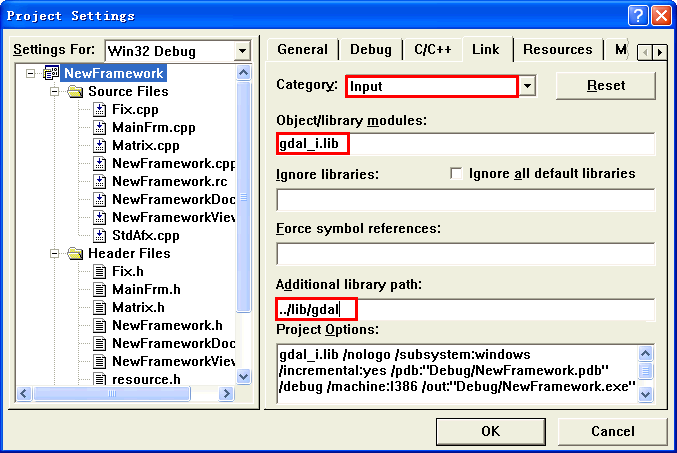 Project Settings
Settings For:
Win32 Debug
NewFramework
Source Files
Fix.cpp
MainFrm.cpp
Matrix.cpp
NewFramework.cpp
NewFramework.rc
NewFrameworkDoc
NewFrameworkView
StdAfx.cpp
Header Files
Fix.h
MainFrm.h
Matrix.h
NewFramework.h
NewFrameworkDoc
NewFrameworkView
resource.h
General
Debug
C/C++
Link
Resources
M
Category:
Input
Reset
Object/library modules:
gdal_i.lib
Ignore libraries:
Ignore all default libraries
Force symbol references:
Additional library path:
../lib/gdal
Project Options:
gdal_i.lib /nologo /subsystem:windows
/incremental:yes /pdb:"Debug/NewFramework.pdb"
/debug /machine:I386 /out:"Debug/NewFramework.exe"
OK
Cancel